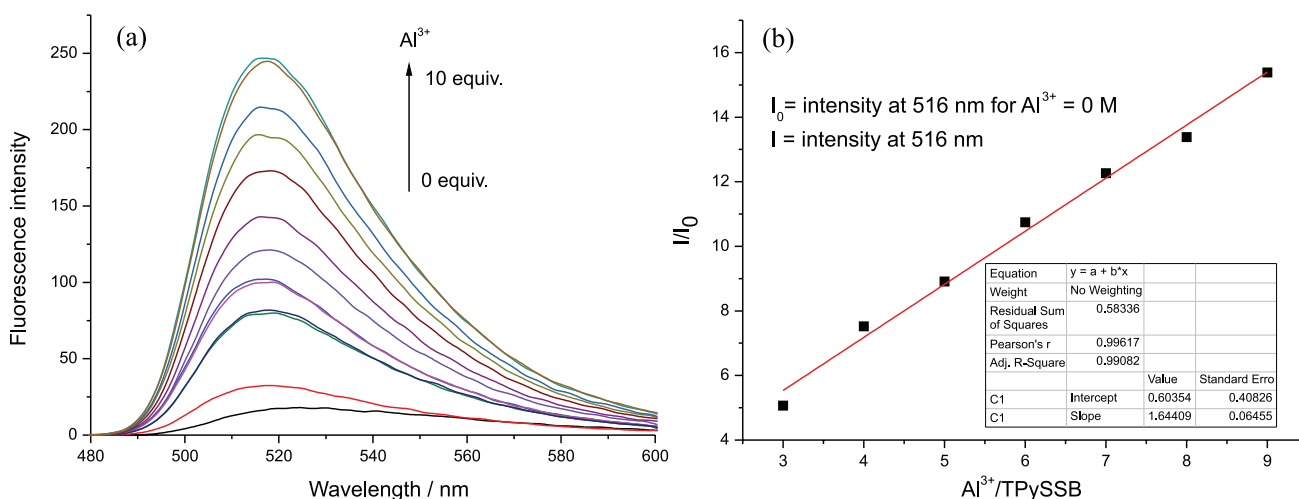 (a)
Al³⁺
10 equiv.
0 equiv.
Fluorescence intensity
250
200
150
100
50
0
480 500 520 540 560 580 600
Wavelength / nm
(b)
I₀= intensity at 516 nm for Al³⁺ = 0 M
I = intensity at 516 nm
I/I₀
16
14
12
10
8
6
4
Equation y = a + b*x
Weight No Weighting
Residual Sum of Squares 0.58336
Pearson's r 0.99617
Adj. R-Square 0.99082
Value Standard Erro
C1 Intercept 0.60354 0.40826
C1 Slope 1.64409 0.06455
3 4 5 6 7 8 9
Al³⁺/TPySSB